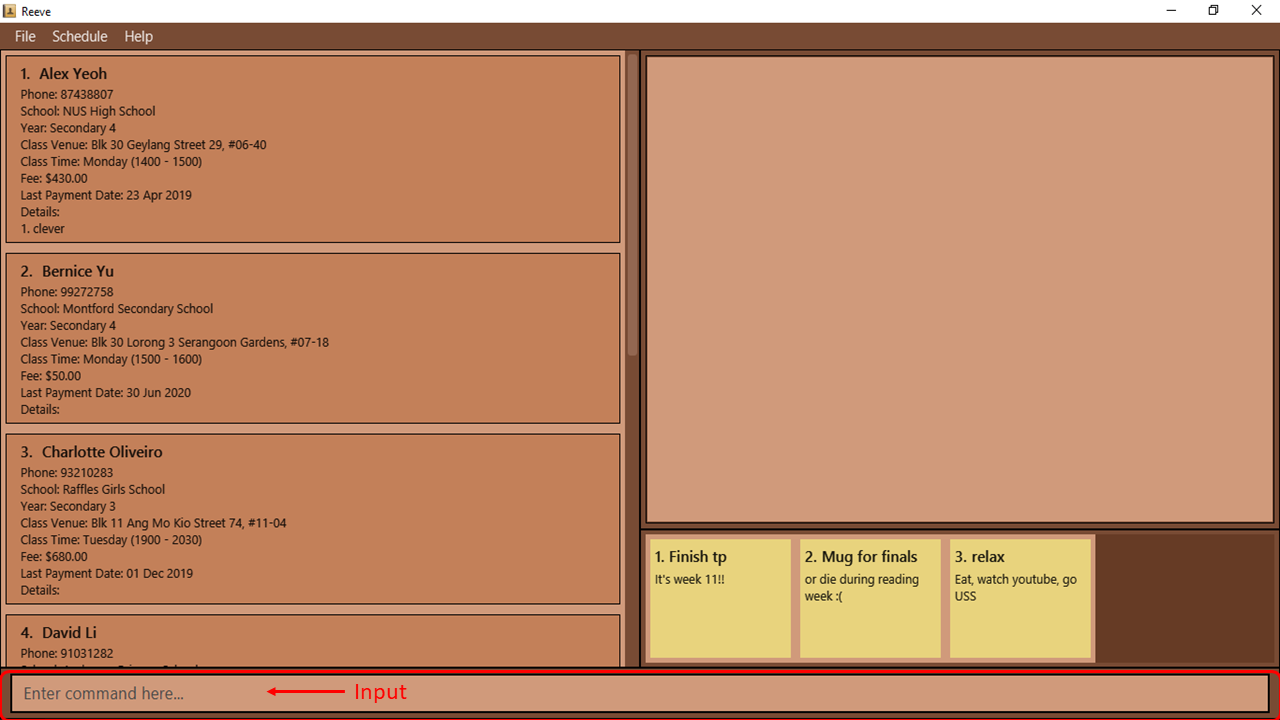 Reeve
File Schedule Help
1. Alex Yeoh
Phone: 87438807
School: NUS High School
Year: Secondary 4
Class Venue: Blk 30 Geylang Street 29, #06-40
Class Time: Monday (1400 - 1500)
Fee: $430.00
Last Payment Date: 23 Apr 2019
Details:
1. clever
2. Bernice Yu
Phone: 99272758
School: Montford Secondary School
Year: Secondary 4
Class Venue: Blk 30 Lorong 3 Serangoon Gardens, #07-18
Class Time: Monday (1500 - 1600)
Fee: $50.00
Last Payment Date: 30 Jun 2020
Details:
3. Charlotte Oliveiro
Phone: 93210283
School: Raffles Girls School
Year: Secondary 3
Class Venue: Blk 11 Ang Mo Kio Street 74, #11-04
Class Time: Tuesday (1900 - 2030)
Fee: $680.00
Last Payment Date: 01 Dec 2019
Details:
4. David Li
Phone: 91031282
1. Finish tp
It's week 11!!
2. Mug for finals
or die during reading
week :(
3. relax
Eat, watch youtube, go
USS
Enter command here...
Input